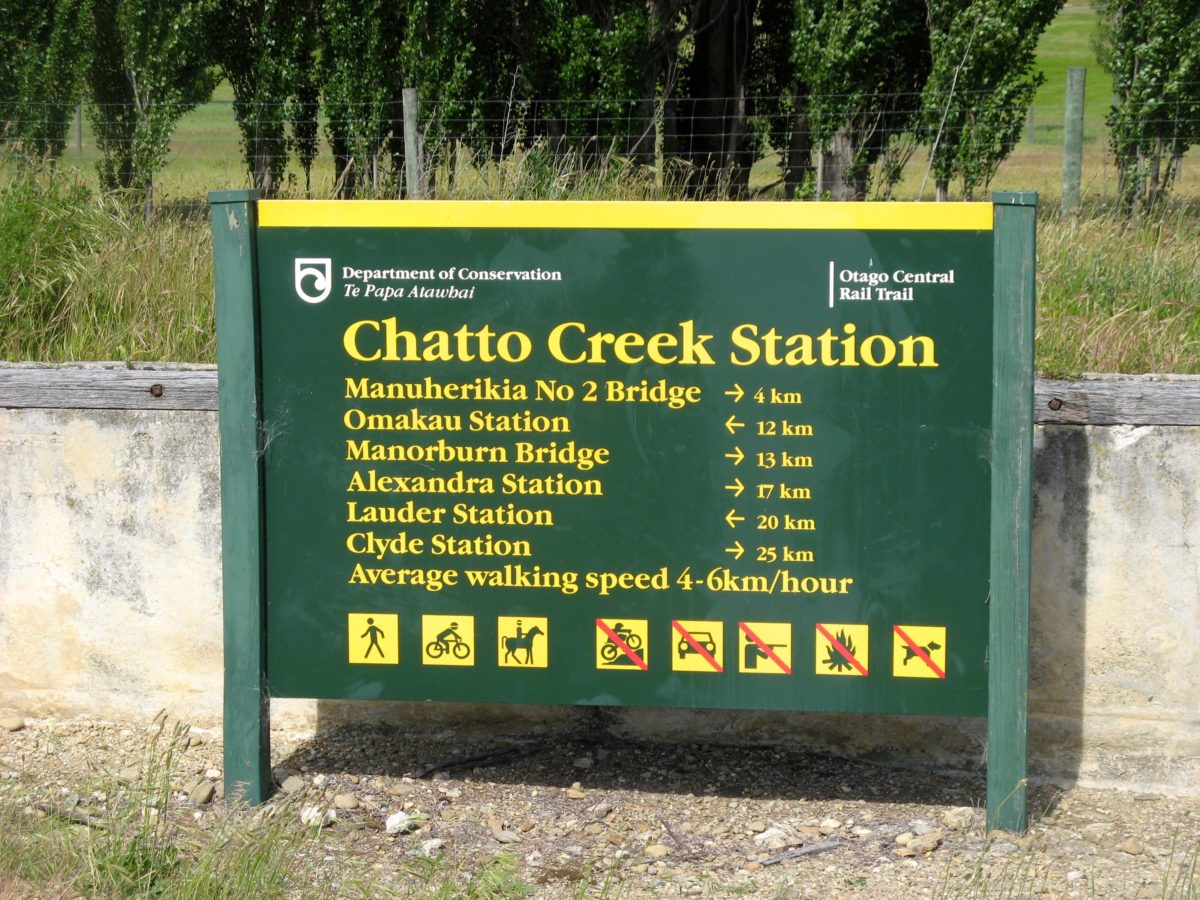 Department of Conservation
Te Papa Atawhai
Otago Central
Rail Trail
Chatto Creek Station
Manuherikia No 2 Bridge → 4 km
Omakau Station ← 12 km
Manorburn Bridge → 13 km
Alexandra Station → 17 km
Lauder Station ← 20 km
Clyde Station → 25 km
Average walking speed 4-6km/hour